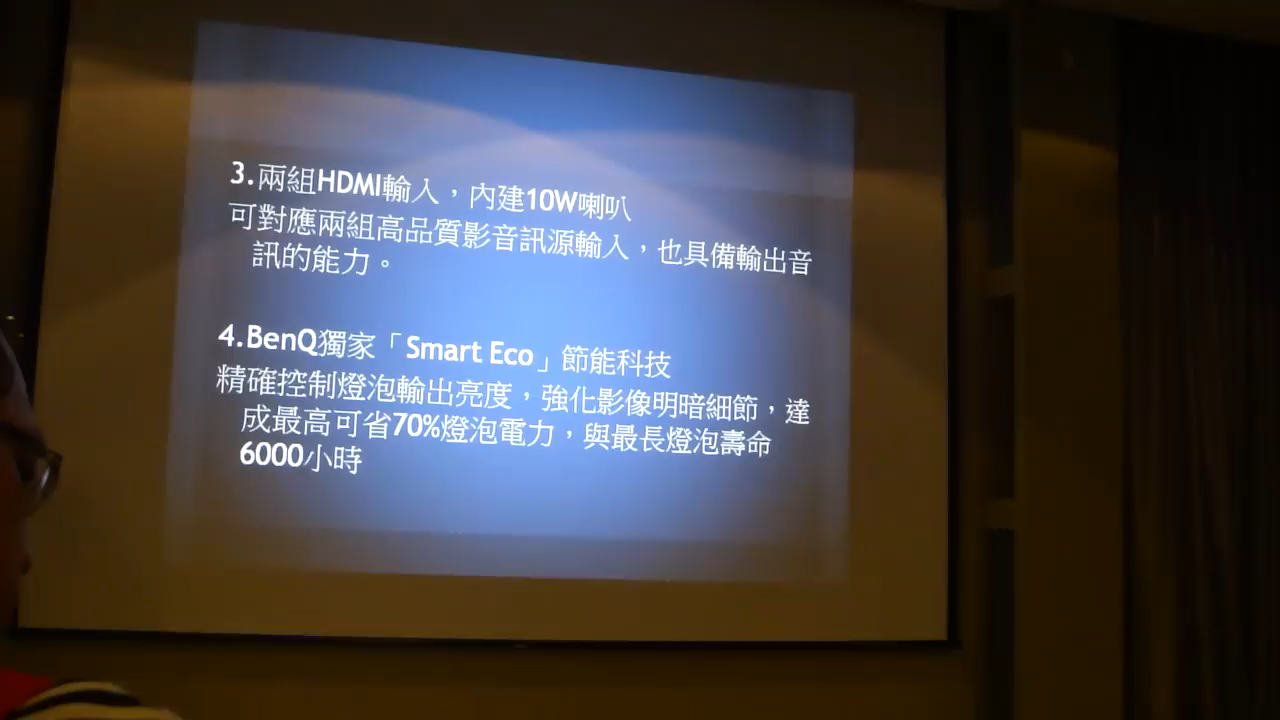 3.兩組HDMI輸入，內建10W喇叭
可對應兩組高品質影音訊源輸入，也具備輸出音
訊的能力。
4.BenQ獨家「Smart Eco」節能科技
精確控制燈泡輸出亮度，強化影像明暗細節，達
成最高可省70%燈泡電力，與最長燈泡壽命
6000小時